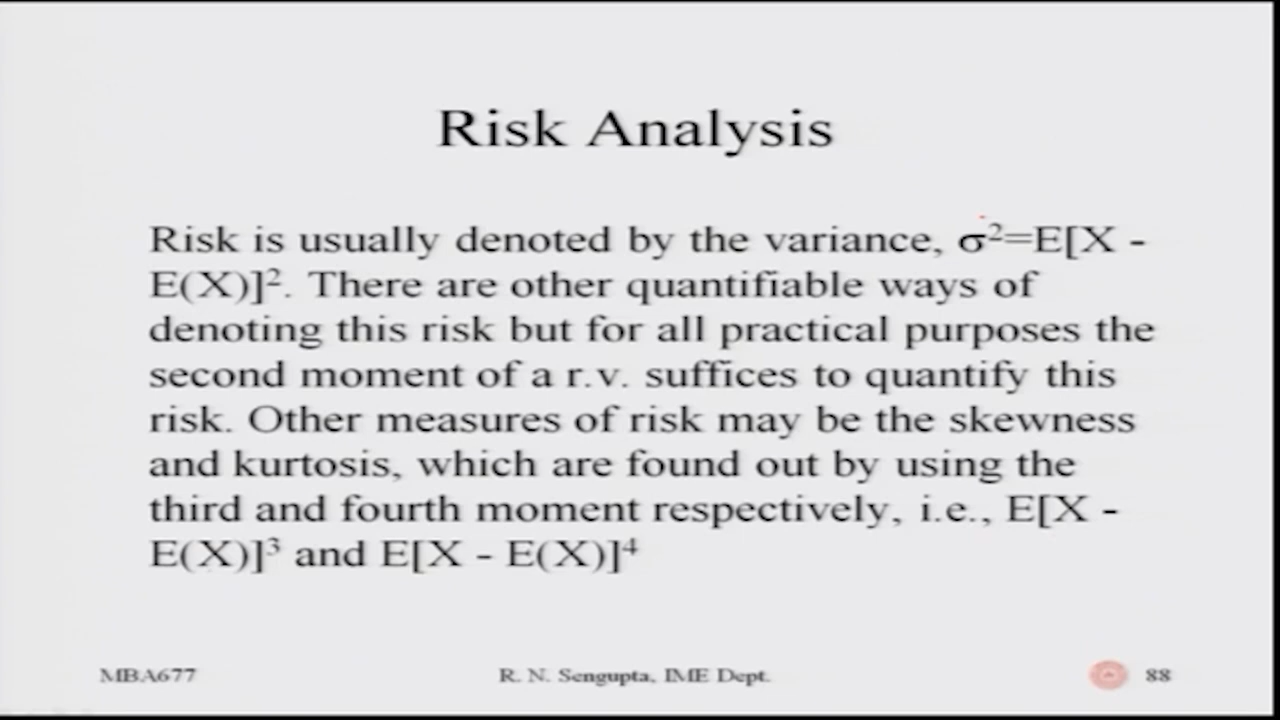 Risk Analysis
Risk is usually denoted by the variance, σ²=E[X -
E(X)]². There are other quantifiable ways of
denoting this risk but for all practical purposes the
second moment of a r.v. suffices to quantify this
risk. Other measures of risk may be the skewness
and kurtosis, which are found out by using the
third and fourth moment respectively, i.e., E[X -
E(X)]³ and E[X - E(X)]⁴
MBA677 R. N. Sengupta, IME Dept. 88